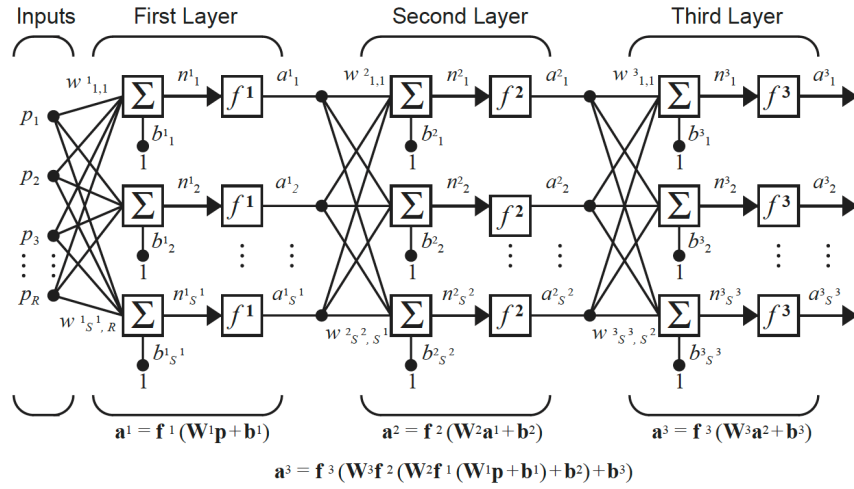 Inputs First Layer Second Layer Third Layer
w¹₁,₁ n¹₁ a¹₁ w²₁,₁ n²₁ a²₁ w³₁,₁ n³₁ a³₁
Σ f¹ Σ f² Σ f³
p₁
b¹₁ b²₁ b³₁
1 1 1
p₂ n¹₂ a¹₂ n²₂ a²₂ n³₂ a³₂
Σ f¹ Σ f² Σ f³
p₃
b¹₂ b²₂ b³₂
1 1 1
p_R n¹_S¹ a¹_S¹ n²_S² a²_S² n³_S³ a³_S³
Σ f¹ Σ f² Σ f³
w¹_S¹,R w²_S²,S¹ w³_S³,S²
b¹_S¹ b²_S² b³_S³
1 1 1
a¹ = f¹(W¹p + b¹) a² = f²(W²a¹ + b²) a³ = f³(W³a² + b³)
a³ = f³(W³f²(W²f¹(W¹p + b¹) + b²) + b³)